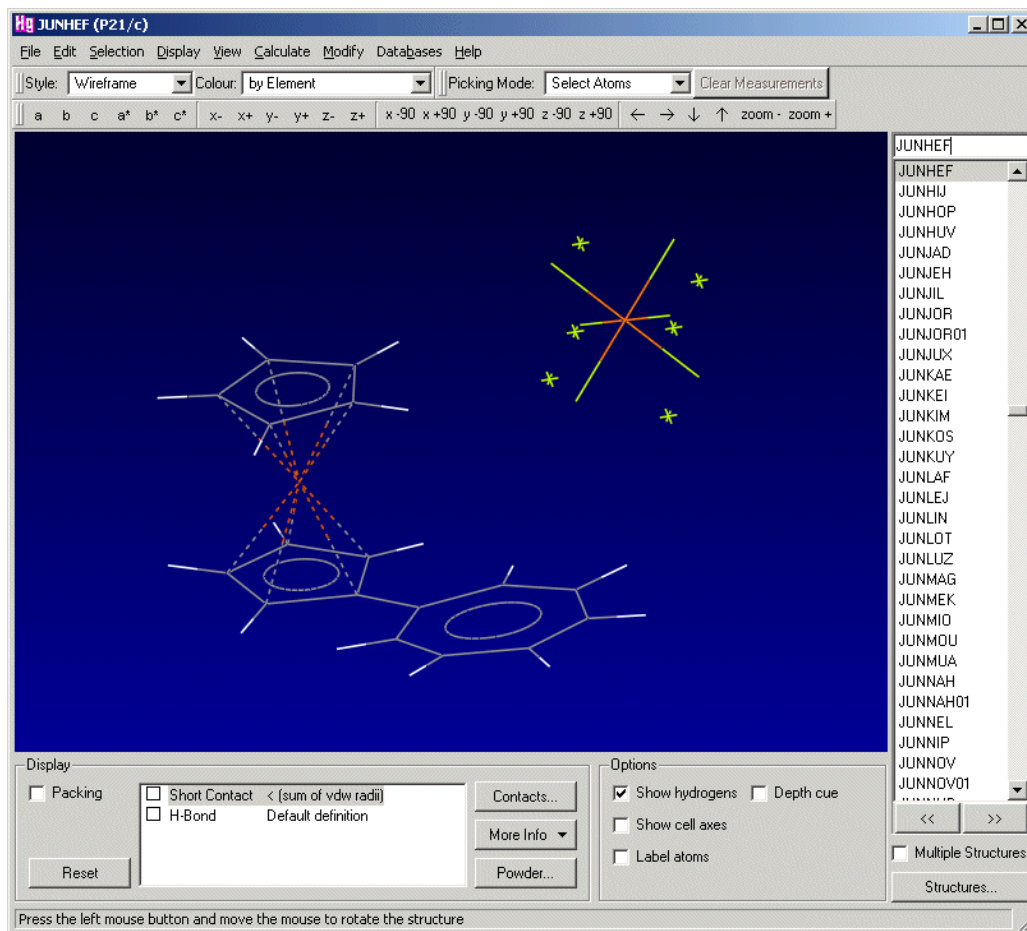 Hg JUNHEF (P21/c)
File Edit Selection Display View Calculate Modify Databases Help
Style: Wireframe Colour: by Element Picking Mode: Select Atoms Clear Measurements
a b c a* b* c* x- x+ y- y+ z- z+ x -90 x +90 y -90 y +90 z -90 z +90 ← → ↓ ↑ zoom - zoom +
JUNHEF
JUNHEF
JUNHIJ
JUNHOP
JUNHUV
JUNJAD
JUNJEH
JUNJIL
JUNJOR
JUNJOR01
JUNJUX
JUNKAE
JUNKEI
JUNKIM
JUNKOS
JUNKUY
JUNLAF
JUNLEJ
JUNLIN
JUNLOT
JUNLUZ
JUNMAG
JUNMEK
JUNMIO
JUNMOU
JUNMUA
JUNNAH
JUNNAH01
JUNNEL
JUNNIP
JUNNOV
JUNNOV01
<< >>
Multiple Structures
Structures...
Display
Packing
Short Contact < (sum of vdw radii)
H-Bond Default definition
Reset
Contacts...
More Info
Powder...
Options
Show hydrogens Depth cue
Show cell axes
Label atoms
Press the left mouse button and move the mouse to rotate the structure